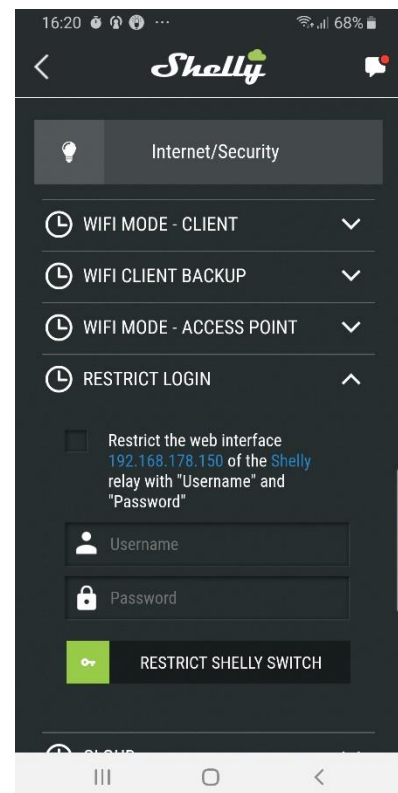 16:20 68%
Shelly
Internet/Security
WIFI MODE - CLIENT
WIFI CLIENT BACKUP
WIFI MODE - ACCESS POINT
RESTRICT LOGIN
Restrict the web interface
192.168.178.150 of the Shelly
relay with "Username" and
"Password"
Username
Password
RESTRICT SHELLY SWITCH